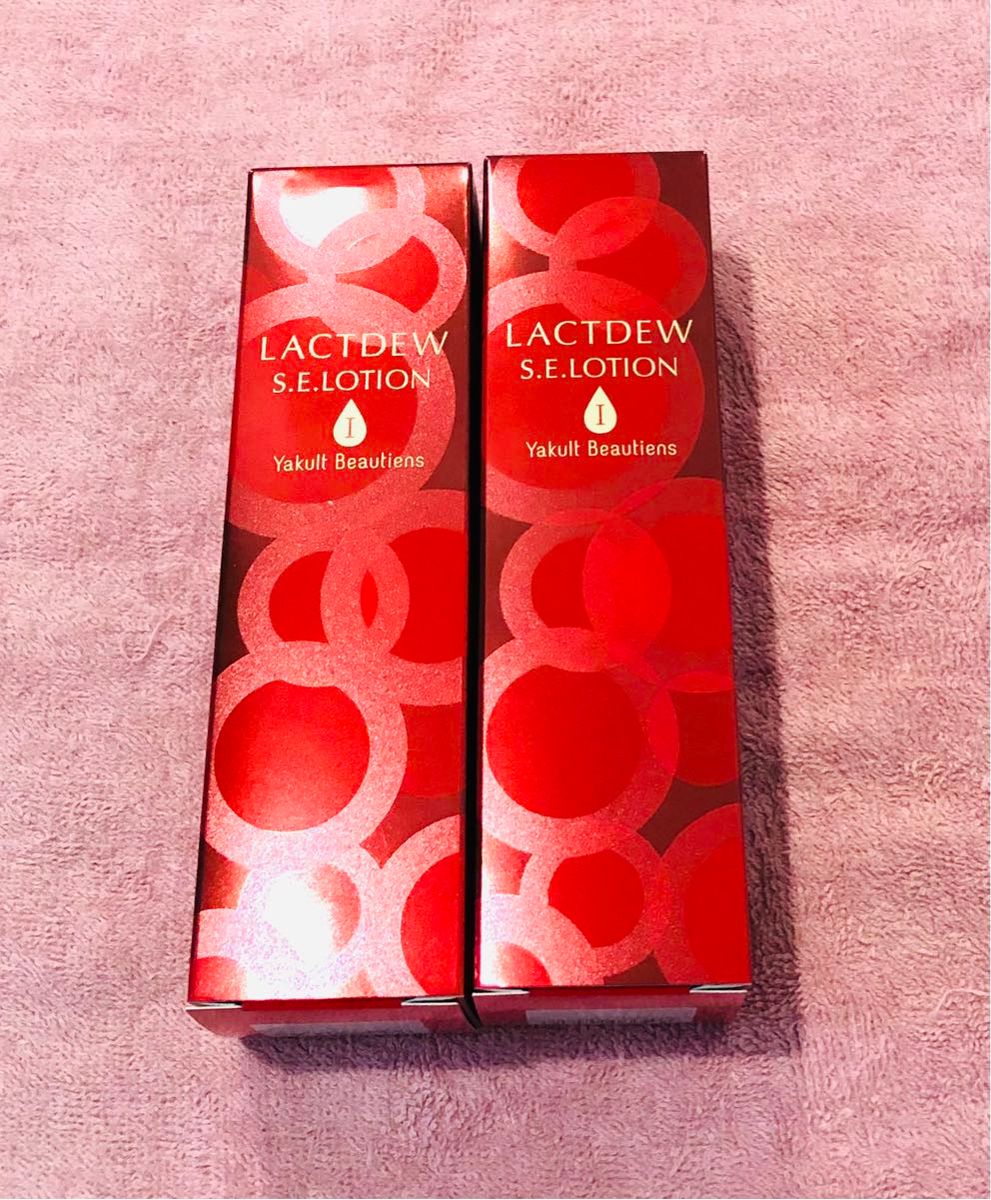 LACTDEW
S.E.LOTION
I
Yakult Beautiens
LACTDEW
S.E.LOTION
I
Yakult Beautiens